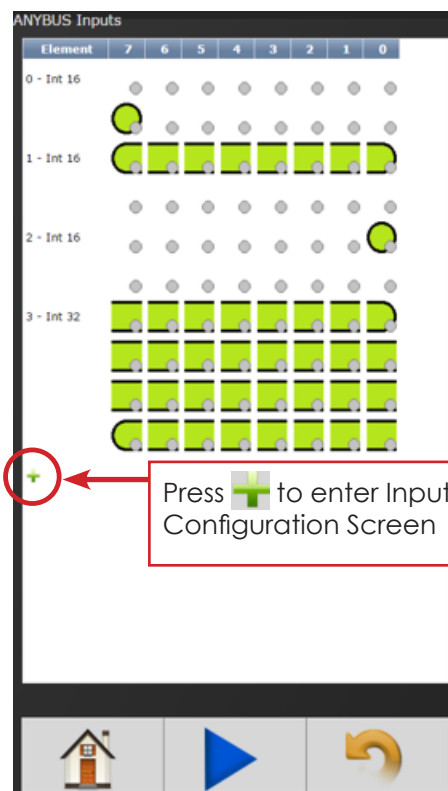 ANYBUS Inputs
Element 7 6 5 4 3 2 1 0
0 - Int 16
1 - Int 16
2 - Int 16
3 - Int 32
Press to enter Input
Configuration Screen